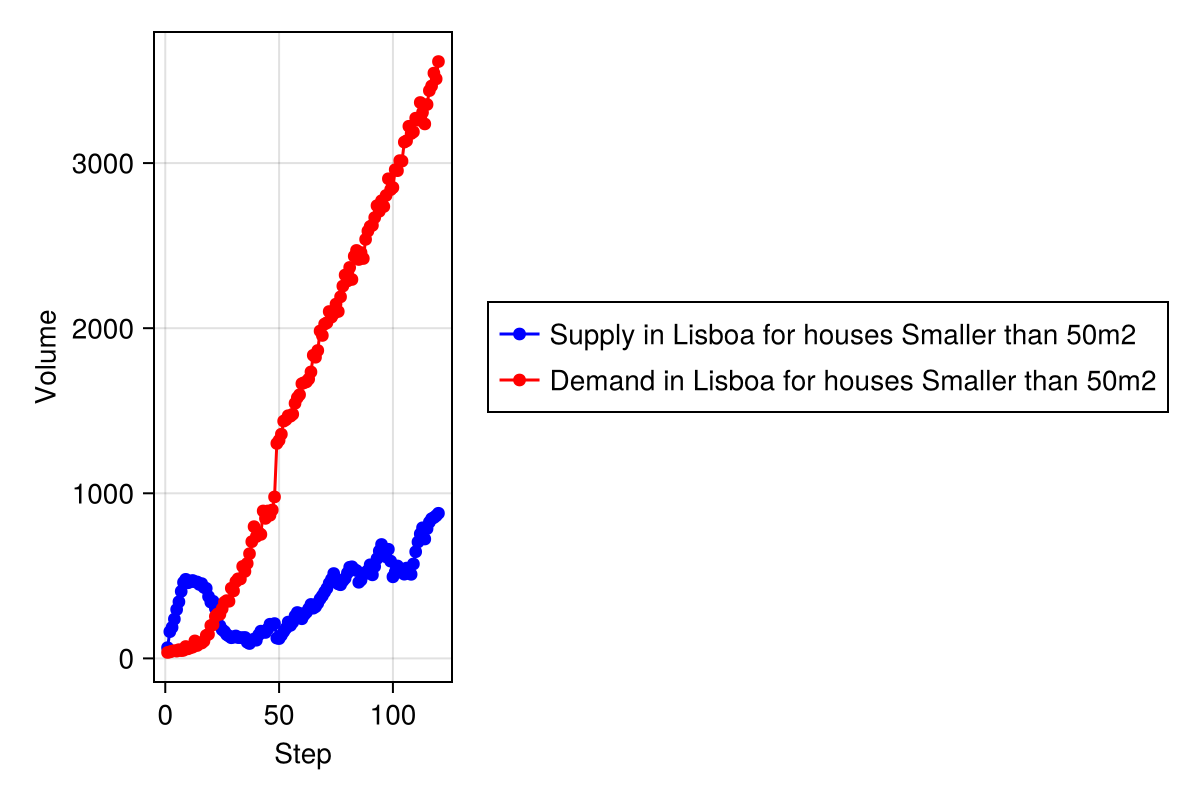 Volume
3000
2000
1000
0
0 50 100
Step
Supply in Lisboa for houses Smaller than 50m2
Demand in Lisboa for houses Smaller than 50m2